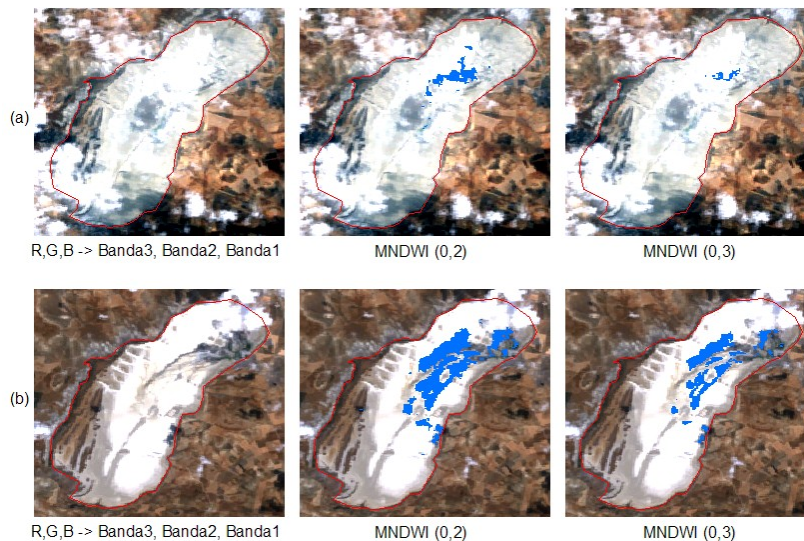 (a)
R,G,B -> Banda3, Banda2, Banda1
MNDWI (0,2)
MNDWI (0,3)
(b)
R,G,B -> Banda3, Banda2, Banda1
MNDWI (0,2)
MNDWI (0,3)